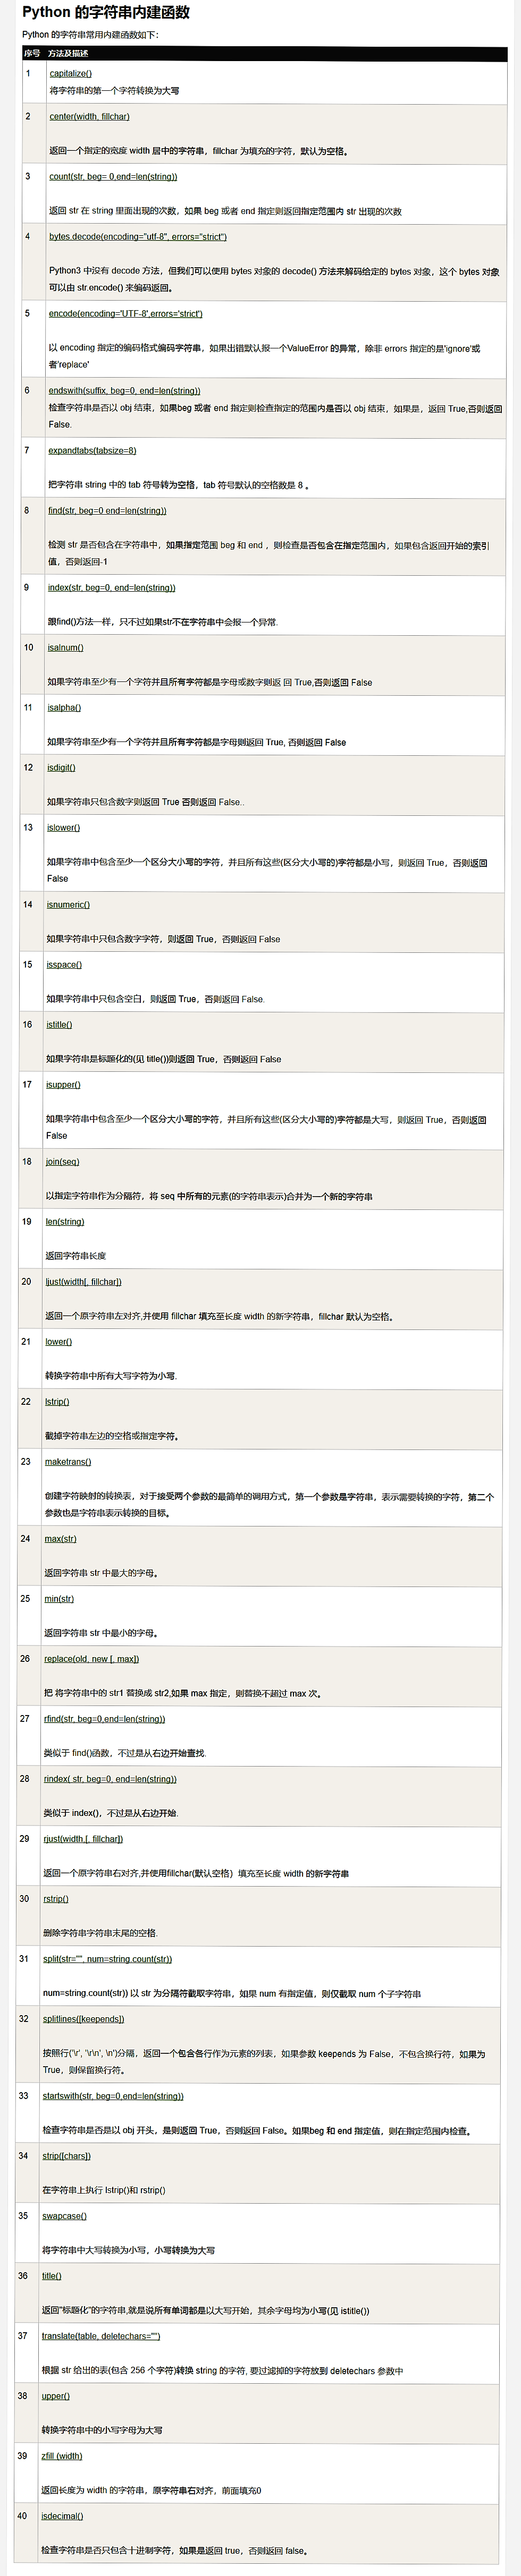 Python 的字符串内建函数
Python 的字符串常用内建函数如下：
序号 方法及描述
1 capitalize()
将字符串的第一个字符转换为大写
2 center(width, fillchar)
返回一个指定的宽度 width 居中的字符串，fillchar 为填充的字符，默认为空格。
3 count(str, beg= 0,end=len(string))
返回 str 在 string 里面出现的次数，如果 beg 或者 end 指定则返回指定范围内 str 出现的次数
4 bytes.decode(encoding="utf-8", errors="strict")
Python3 中没有 decode 方法，但我们可以使用 bytes 对象的 decode() 方法来解码给定的 bytes 对象，这个 bytes 对象
可以由 str.encode() 来编码返回。
5 encode(encoding='UTF-8',errors='strict')
以 encoding 指定的编码格式编码字符串，如果出错默认报一个ValueError 的异常，除非 errors 指定的是'ignore'或
者'replace'
6 endswith(suffix, beg=0, end=len(string))
检查字符串是否以 obj 结束，如果beg 或者 end 指定则检查指定的范围内是否以 obj 结束，如果是，返回 True,否则返回
False.
7 expandtabs(tabsize=8)
把字符串 string 中的 tab 符号转为空格，tab 符号默认的空格数是 8 。
8 find(str, beg=0 end=len(string))
检测 str 是否包含在字符串中，如果指定范围 beg 和 end ，则检查是否包含在指定范围内，如果包含返回开始的索引
值，否则返回-1
9 index(str, beg=0, end=len(string))
跟find()方法一样，只不过如果str不在字符串中会报一个异常.
10 isalnum()
如果字符串至少有一个字符并且所有字符都是字母或数字则返 回 True,否则返回 False
11 isalpha()
如果字符串至少有一个字符并且所有字符都是字母则返回 True, 否则返回 False
12 isdigit()
如果字符串只包含数字则返回 True 否则返回 False..
13 islower()
如果字符串中包含至少一个区分大小写的字符，并且所有这些(区分大小写的)字符都是小写，则返回 True，否则返回
False
14 isnumeric()
如果字符串中只包含数字字符，则返回 True，否则返回 False
15 isspace()
如果字符串中只包含空白，则返回 True，否则返回 False.
16 istitle()
如果字符串是标题化的(见 title())则返回 True，否则返回 False
17 isupper()
如果字符串中包含至少一个区分大小写的字符，并且所有这些(区分大小写的)字符都是大写，则返回 True，否则返回
False
18 join(seq)
以指定字符串作为分隔符，将 seq 中所有的元素(的字符串表示)合并为一个新的字符串
19 len(string)
返回字符串长度
20 ljust(width[, fillchar])
返回一个原字符串左对齐,并使用 fillchar 填充至长度 width 的新字符串，fillchar 默认为空格。
21 lower()
转换字符串中所有大写字符为小写.
22 lstrip()
截掉字符串左边的空格或指定字符。
23 maketrans()
创建字符映射的转换表，对于接受两个参数的最简单的调用方式，第一个参数是字符串，表示需要转换的字符，第二个
参数也是字符串表示转换的目标。
24 max(str)
返回字符串 str 中最大的字母。
25 min(str)
返回字符串 str 中最小的字母。
26 replace(old, new [, max])
把 将字符串中的 str1 替换成 str2,如果 max 指定，则替换不超过 max 次。
27 rfind(str, beg=0,end=len(string))
类似于 find()函数，不过是从右边开始查找.
28 rindex( str, beg=0, end=len(string))
类似于 index()，不过是从右边开始.
29 rjust(width,[, fillchar])
返回一个原字符串右对齐,并使用fillchar(默认空格）填充至长度 width 的新字符串
30 rstrip()
删除字符串字符串末尾的空格.
31 split(str="", num=string.count(str))
num=string.count(str)) 以 str 为分隔符截取字符串，如果 num 有指定值，则仅截取 num 个子字符串
32 splitlines([keepends])
按照行('\r', '\r\n', \n')分隔，返回一个包含各行作为元素的列表，如果参数 keepends 为 False，不包含换行符，如果为
True，则保留换行符。
33 startswith(str, beg=0,end=len(string))
检查字符串是否是以 obj 开头，是则返回 True，否则返回 False。如果beg 和 end 指定值，则在指定范围内检查。
34 strip([chars])
在字符串上执行 lstrip()和 rstrip()
35 swapcase()
将字符串中大写转换为小写，小写转换为大写
36 title()
返回"标题化"的字符串,就是说所有单词都是以大写开始，其余字母均为小写(见 istitle())
37 translate(table, deletechars="")
根据 str 给出的表(包含 256 个字符)转换 string 的字符, 要过滤掉的字符放到 deletechars 参数中
38 upper()
转换字符串中的小写字母为大写
39 zfill (width)
返回长度为 width 的字符串，原字符串右对齐，前面填充0
40 isdecimal()
检查字符串是否只包含十进制字符，如果是返回 true，否则返回 false。